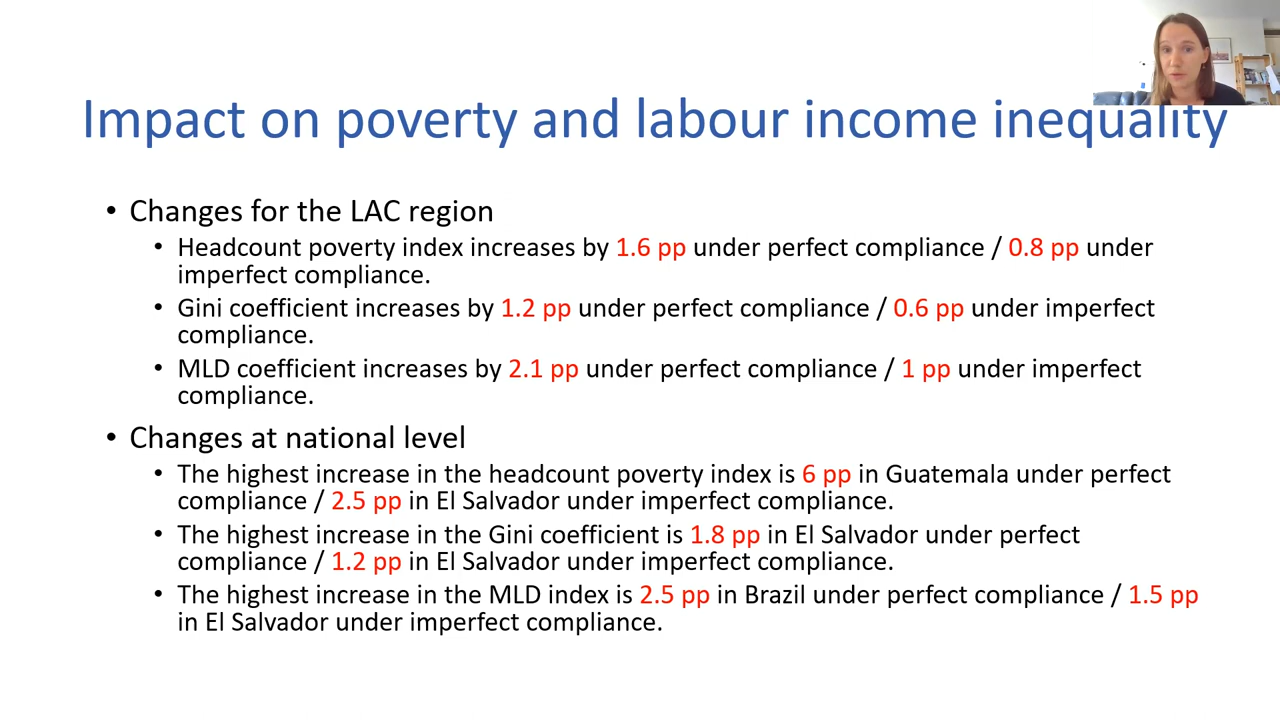 Impact on poverty and labour income inequality
• Changes for the LAC region
• Headcount poverty index increases by 1.6 pp under perfect compliance / 0.8 pp under
imperfect compliance.
• Gini coefficient increases by 1.2 pp under perfect compliance / 0.6 pp under imperfect
compliance.
• MLD coefficient increases by 2.1 pp under perfect compliance / 1 pp under imperfect
compliance.
• Changes at national level
• The highest increase in the headcount poverty index is 6 pp in Guatemala under perfect
compliance / 2.5 pp in El Salvador under imperfect compliance.
• The highest increase in the Gini coefficient is 1.8 pp in El Salvador under perfect
compliance / 1.2 pp in El Salvador under imperfect compliance.
• The highest increase in the MLD index is 2.5 pp in Brazil under perfect compliance / 1.5 pp
in El Salvador under imperfect compliance.